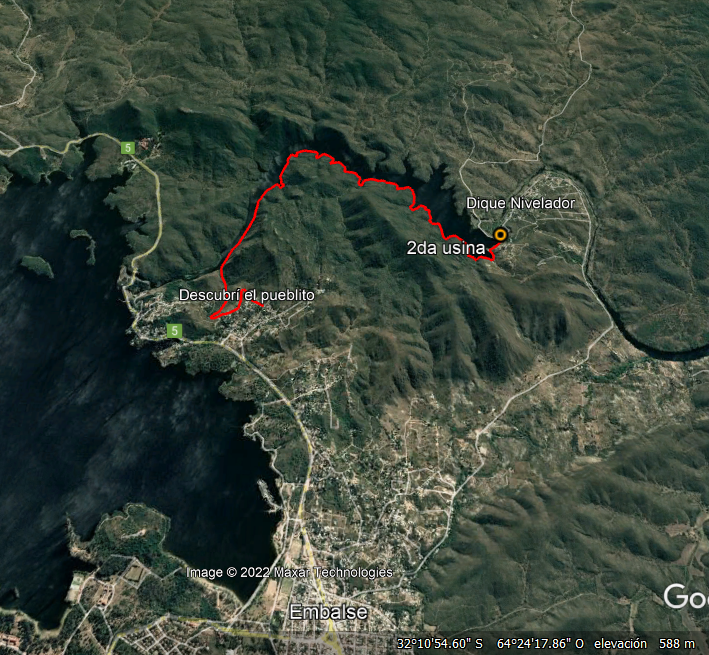 5
Dique Nivelador
2da usina
Descubrí el pueblito
5
Image © 2022 Maxar Technologies
Goo
Embalse
32°10'54.60" S 64°24'17.86" O elevación 588 m